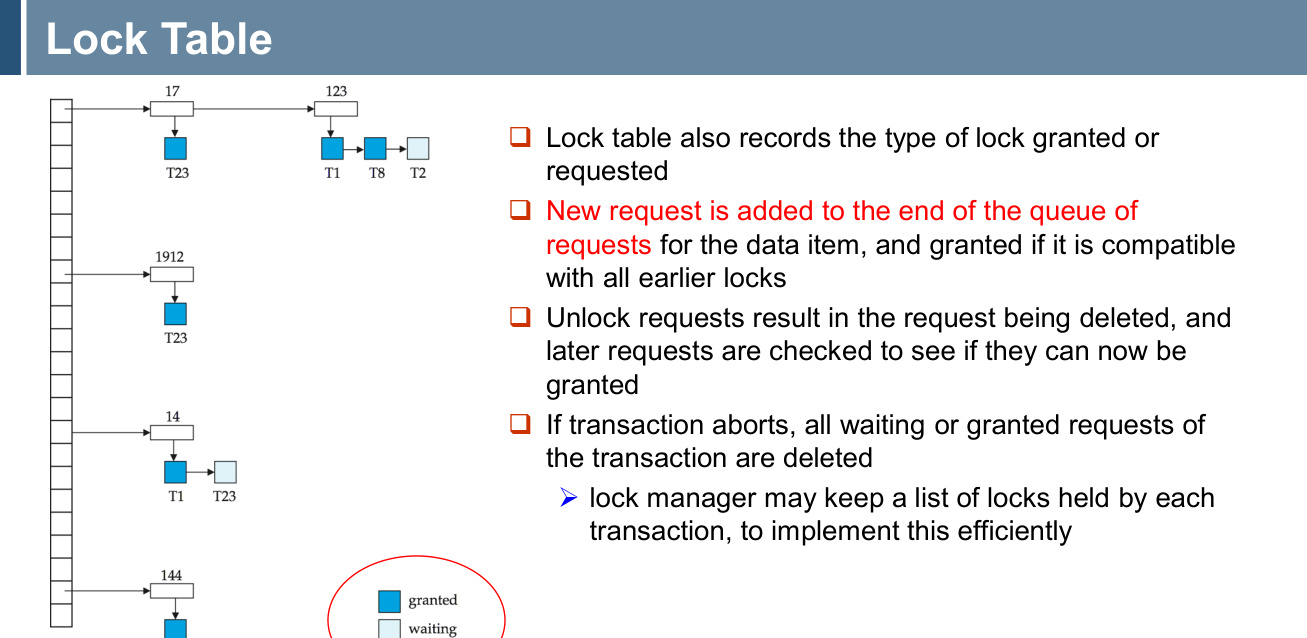 Lock Table
17
123
T23
T1
T8
T2
1912
T23
14
T1
T23
144
granted
waiting
Lock table also records the type of lock granted or
requested
New request is added to the end of the queue of
requests for the data item, and granted if it is compatible
with all earlier locks
Unlock requests result in the request being deleted, and
later requests are checked to see if they can now be
granted
If transaction aborts, all waiting or granted requests of
the transaction are deleted
lock manager may keep a list of locks held by each
transaction, to implement this efficiently